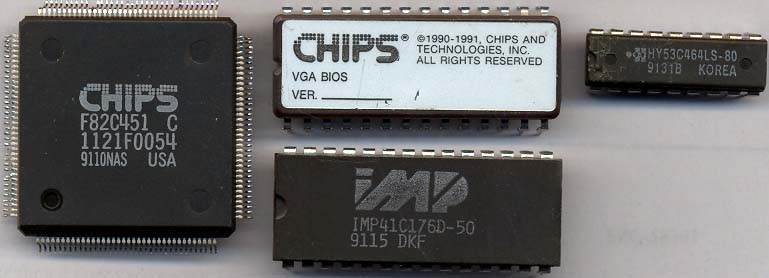 CHIPS
F82C451 C
1121F0054
9110NAS USA
CHIPS®
©1990-1991, CHIPS AND
TECHNOLOGIES, INC.
ALL RIGHTS RESERVED
VGA BIOS
VER.
HY53C464LS-80
9131B KOREA
imp
IMP41C176D-50
9115 DKF